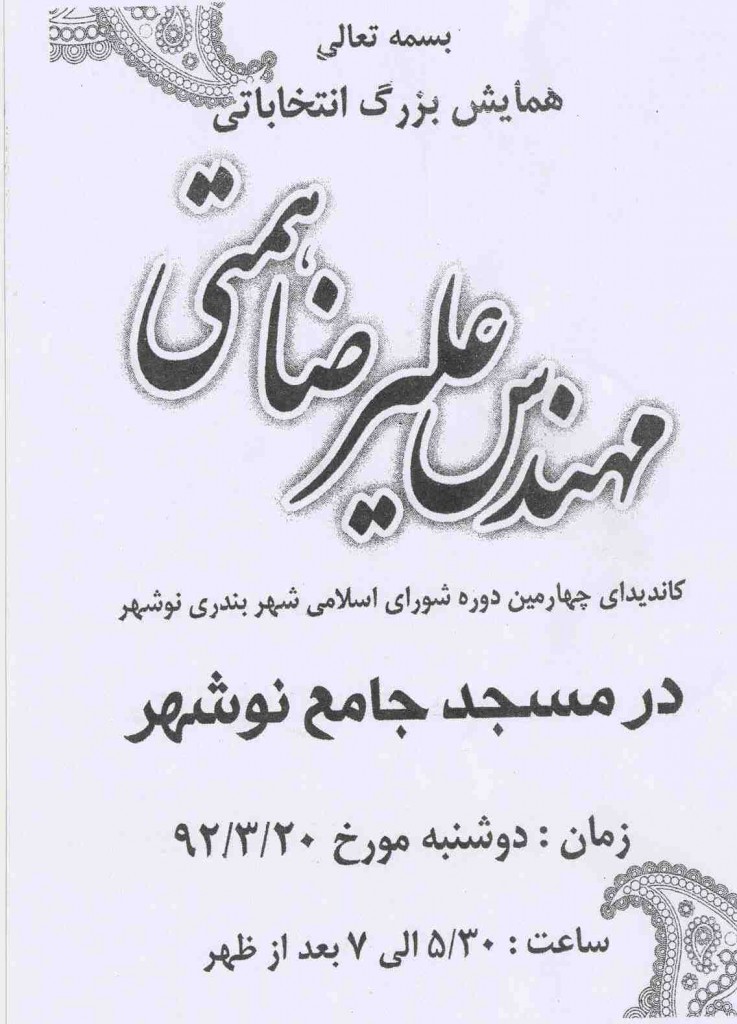 بسمه تعالی
همایش بزرگ انتخاباتی
مهندس علیرضا همتی
کاندیدای چهارمین دوره شورای اسلامی شهر بندری نوشهر
در مسجد جامع نوشهر
زمان : دوشنبه مورخ ۹۲/۳/۲۰
ساعت : ۵/۳۰ الی ۷ بعد از ظهر